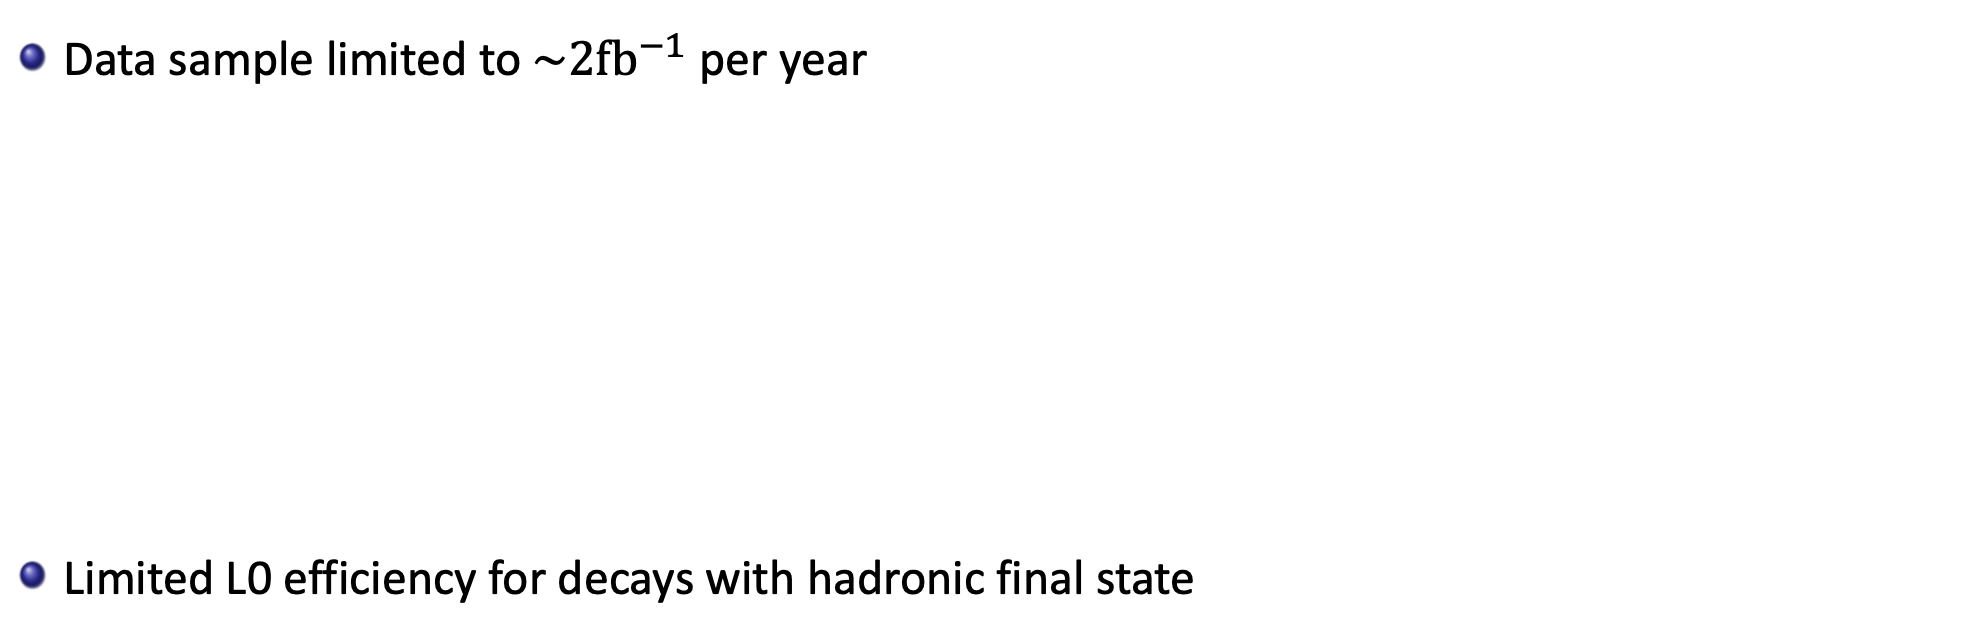 Data sample limited to ~2fb⁻¹ per year
Limited L0 efficiency for decays with hadronic final state